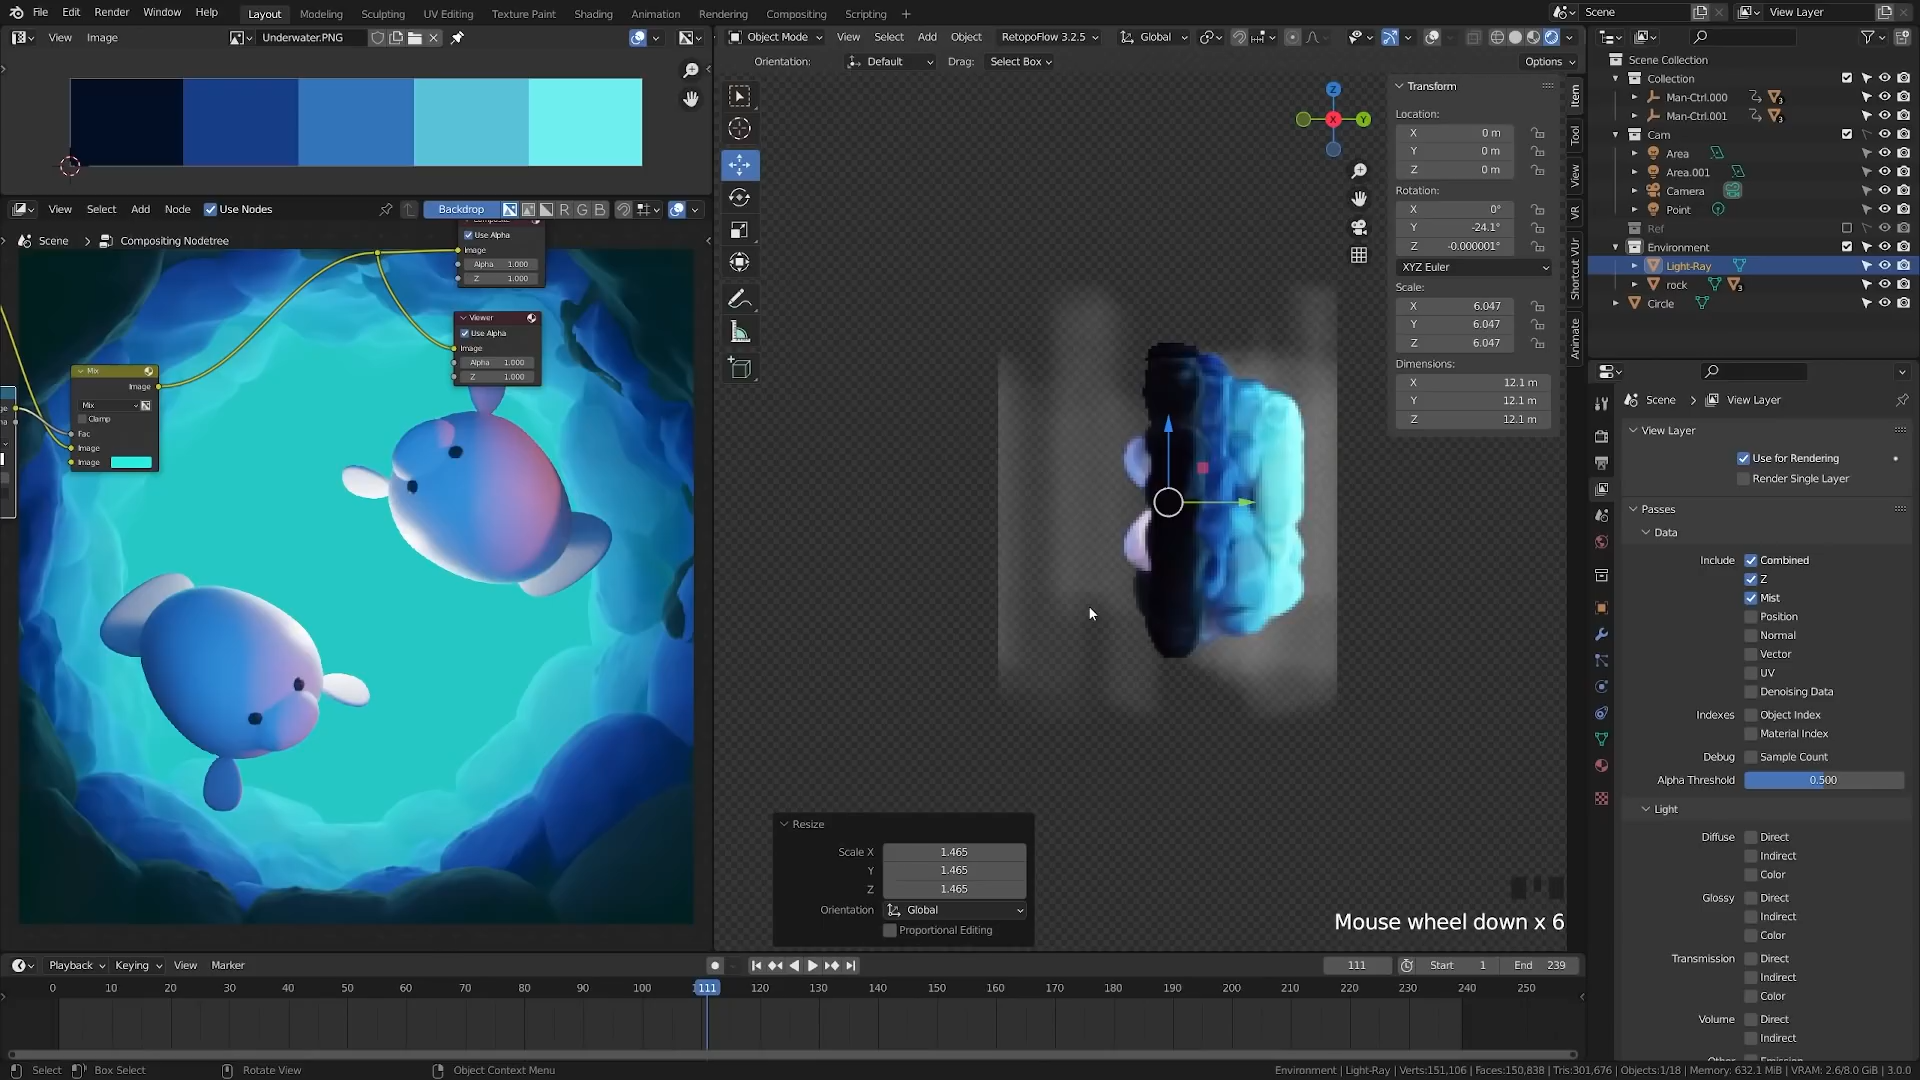 File Edit Render Window Help Layout Modeling Sculpting UV Editing Texture Paint Shading Animation Rendering Compositing Scripting + Scene View Layer
View Image Underwater.PNG
Object Mode View Select Add Object RetopoFlow 3.2.5 Global
Orientation: Default Drag: Select Box Options
View Select Add Node Use Nodes Backdrop R G B
Scene > Compositing Nodetree
Use Alpha
Image
Alpha 1.000
Z 1.000
Viewer
Use Alpha
Image
Alpha 1.000
Z 1.000
Mix
Image
Mix
Clamp
Fac
Image
Image
Z
X
Y
Transform
Location:
X 0 m
Y 0 m
Z 0 m
Rotation:
X 0°
Y -24.1°
Z -0.000001°
XYZ Euler
Scale:
X 6.047
Y 6.047
Z 6.047
Dimensions:
X 12.1 m
Y 12.1 m
Z 12.1 m
Item
Tool
View
VR
Shortcut VUr
Animate
Resize
Scale X 1.465
Y 1.465
Z 1.465
Orientation Global
Proportional Editing
Mouse wheel down x 6
Scene Collection
Collection
Man-Ctrl.000
Man-Ctrl.001
Cam
Area
Area.001
Camera
Point
Ref
Environment
Light-Ray
rock
Circle
Scene > View Layer
View Layer
Use for Rendering
Render Single Layer
Passes
Data
Include Combined
Z
Mist
Position
Normal
Vector
UV
Denoising Data
Indexes Object Index
Material Index
Debug Sample Count
Alpha Threshold 0.500
Light
Diffuse Direct
Indirect
Color
Glossy Direct
Indirect
Color
Transmission Direct
Indirect
Color
Volume Direct
Indirect
Playback Keying View Marker 111 Start 1 End 239
0 10 20 30 40 50 60 70 80 90 100 111 120 130 140 150 160 170 180 190 200 210 220 230 240 250
Select Box Select Rotate View Object Context Menu Environment | Light-Ray | Verts:151,106 | Faces:150,838 | Tris:301,676 | Objects:1/18 | Memory: 632.1 MiB | VRAM: 2.6/8.0 GiB | 3.0.0